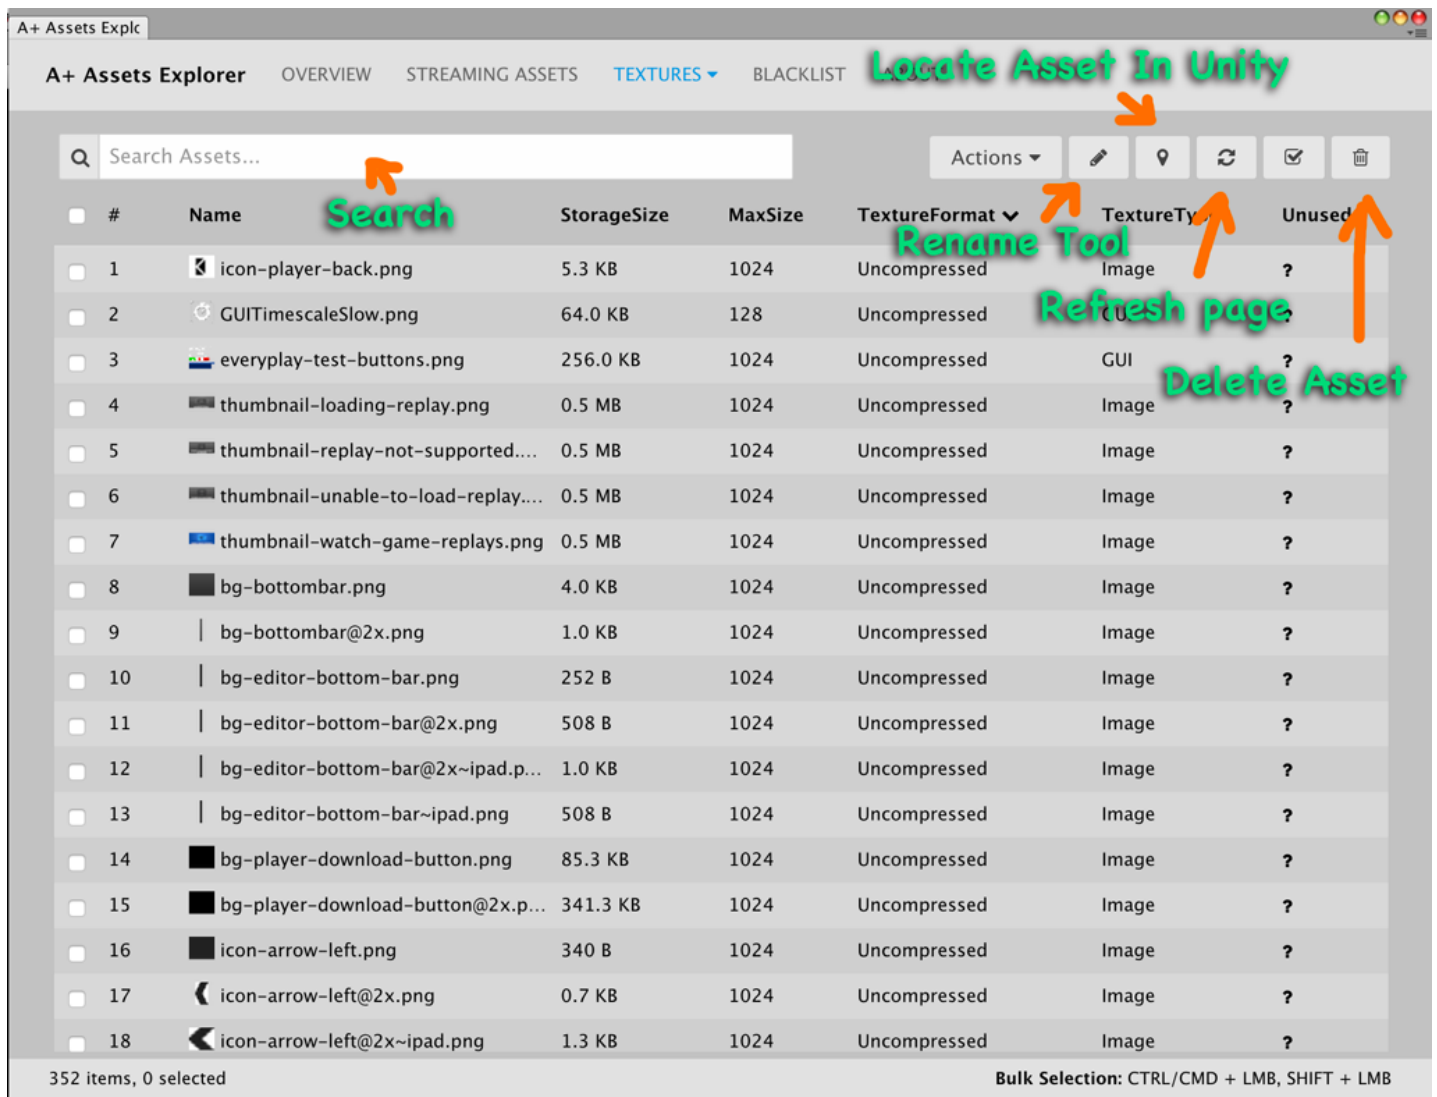 A+ Assets Explc
Locate Asset In Unity
A+ Assets Explorer OVERVIEW STREAMING ASSETS TEXTURES BLACKLIST
Search Assets... Actions
Search
# Name StorageSize MaxSize TextureFormat Unused
Rename Tool
1 icon-player-back.png 5.3 KB 1024 Uncompressed Image ?
Refresh page
2 GUITimescaleSlow.png 64.0 KB 128 Uncompressed
3 everyplay-test-buttons.png 256.0 KB 1024 Uncompressed GUI ?
Delete Asset
4 thumbnail-loading-replay.png 0.5 MB 1024 Uncompressed Image ?
5 thumbnail-replay-not-supported.... 0.5 MB 1024 Uncompressed Image ?
6 thumbnail-unable-to-load-replay.... 0.5 MB 1024 Uncompressed Image ?
7 thumbnail-watch-game-replays.png 0.5 MB 1024 Uncompressed Image ?
8 bg-bottombar.png 4.0 KB 1024 Uncompressed Image ?
9 bg-bottombar@2x.png 1.0 KB 1024 Uncompressed Image ?
10 bg-editor-bottom-bar.png 252 B 1024 Uncompressed Image ?
11 bg-editor-bottom-bar@2x.png 508 B 1024 Uncompressed Image ?
12 bg-editor-bottom-bar@2x~ipad.p... 1.0 KB 1024 Uncompressed Image ?
13 bg-editor-bottom-bar~ipad.png 508 B 1024 Uncompressed Image ?
14 bg-player-download-button.png 85.3 KB 1024 Uncompressed Image ?
15 bg-player-download-button@2x.p... 341.3 KB 1024 Uncompressed Image ?
16 icon-arrow-left.png 340 B 1024 Uncompressed Image ?
17 icon-arrow-left@2x.png 0.7 KB 1024 Uncompressed Image ?
18 icon-arrow-left@2x~ipad.png 1.3 KB 1024 Uncompressed Image ?
352 items, 0 selected Bulk Selection: CTRL/CMD + LMB, SHIFT + LMB